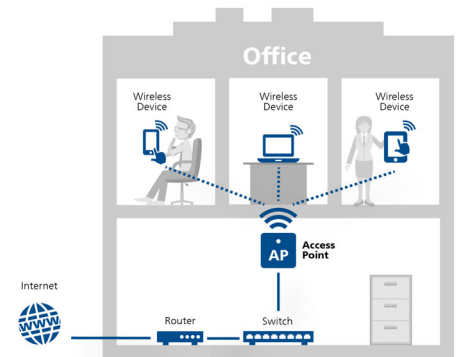 Office
Wireless
Device
Wireless
Device
Wireless
Device
AP
Access
Point
Internet
WWW
Router
Switch